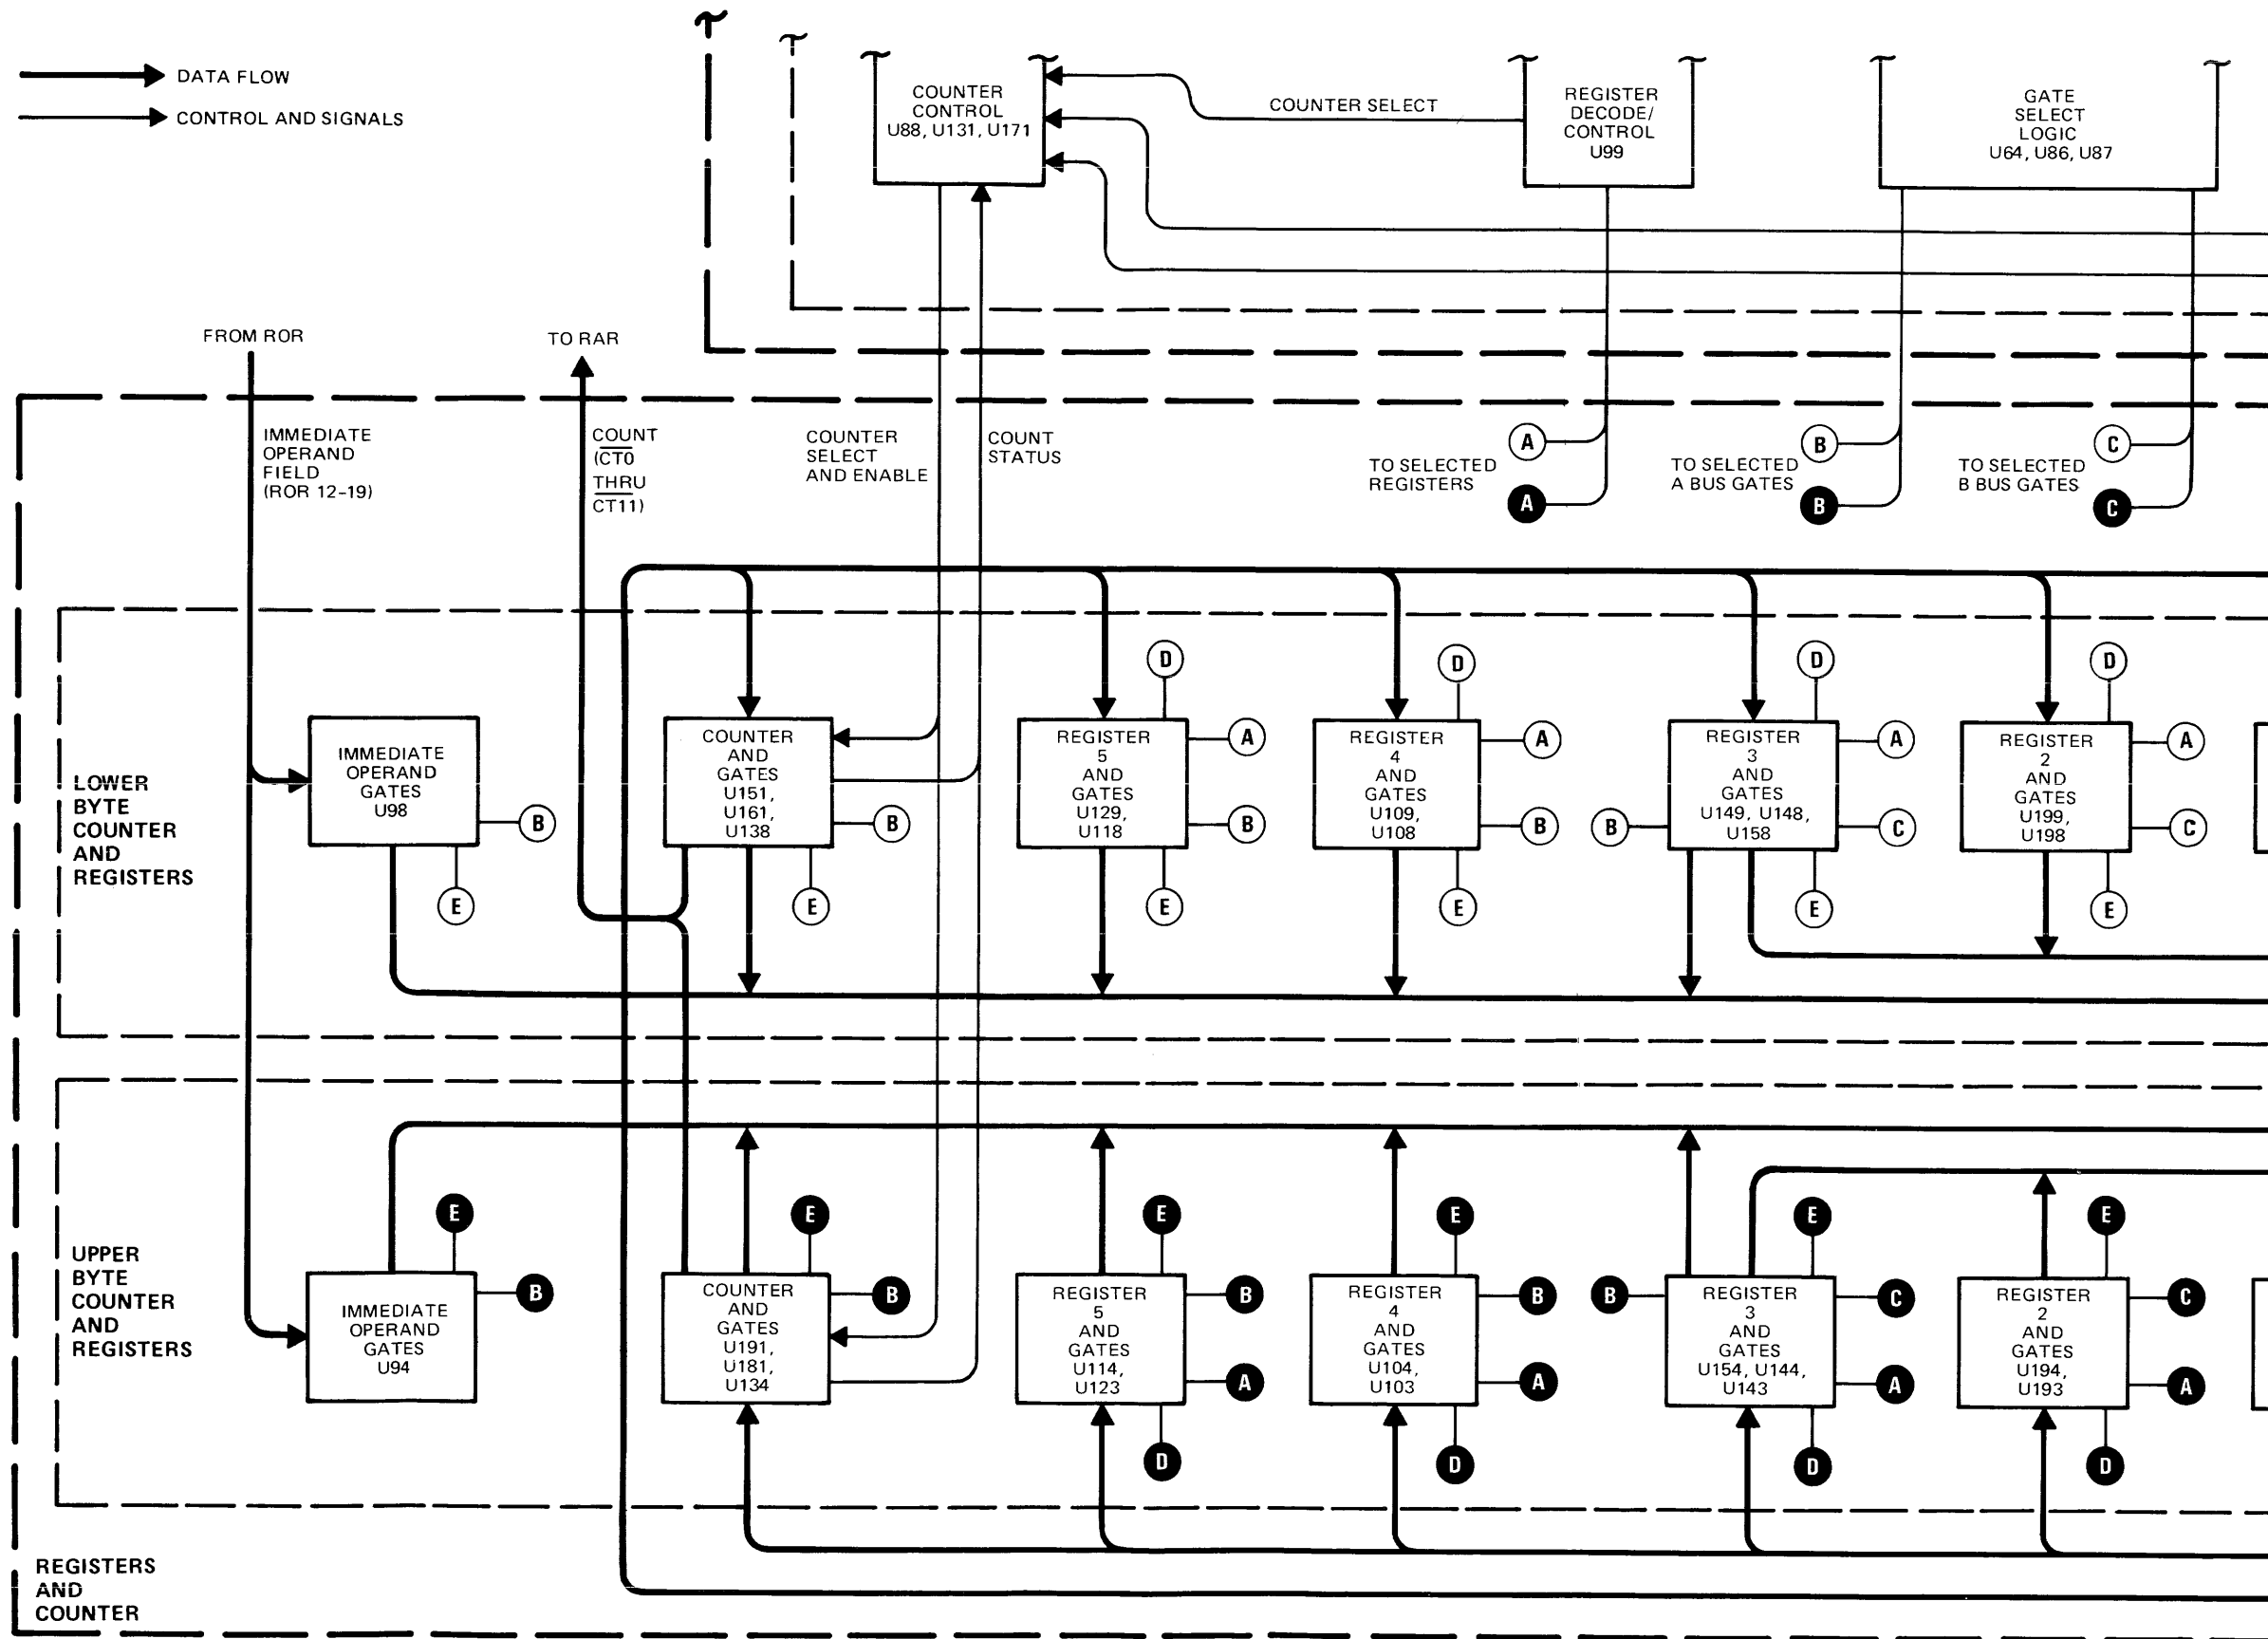 DATA FLOW
CONTROL AND SIGNALS
COUNTER
CONTROL
U88, U131, U171
COUNTER SELECT
REGISTER
DECODE/
CONTROL
U99
GATE
SELECT
LOGIC
U64, U86, U87
FROM ROR
TO RAR
IMMEDIATE
OPERAND
FIELD
(ROR 12-19)
COUNT
(CT0
THRU
CT11)
COUNTER
SELECT
AND ENABLE
COUNT
STATUS
A
TO SELECTED
REGISTERS
A
B
TO SELECTED
A BUS GATES
B
C
TO SELECTED
B BUS GATES
C
LOWER
BYTE
COUNTER
AND
REGISTERS
IMMEDIATE
OPERAND
GATES
U98
B
E
COUNTER
AND
GATES
U151,
U161,
U138
B
E
D
REGISTER
5
AND
GATES
U129,
U118
A
B
E
D
REGISTER
4
AND
GATES
U109,
U108
A
B
E
D
B
REGISTER
3
AND
GATES
U149, U148,
U158
A
C
E
D
REGISTER
2
AND
GATES
U199,
U198
A
C
E
UPPER
BYTE
COUNTER
AND
REGISTERS
E
IMMEDIATE
OPERAND
GATES
U94
B
E
COUNTER
AND
GATES
U191,
U181,
U134
B
E
REGISTER
5
AND
GATES
U114,
U123
B
A
D
E
REGISTER
4
AND
GATES
U104,
U103
B
A
D
E
B
REGISTER
3
AND
GATES
U154, U144,
U143
C
A
D
E
REGISTER
2
AND
GATES
U194,
U193
C
A
D
REGISTERS
AND
COUNTER